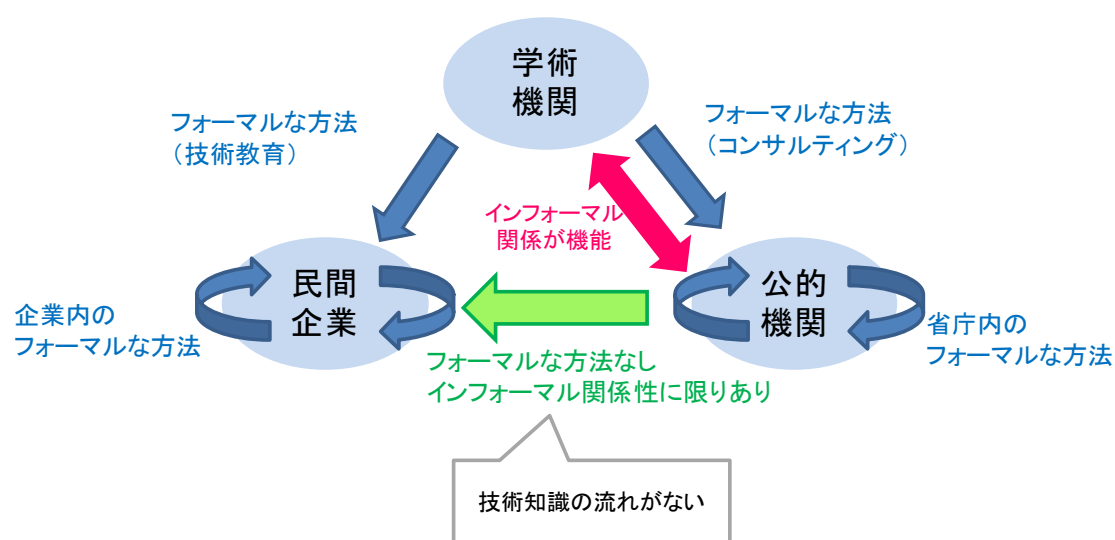 学術
機関
フォーマルな方法
（技術教育）
フォーマルな方法
（コンサルティング）
インフォーマル
関係が機能
民間
企業
公的
機関
企業内の
フォーマルな方法
省庁内の
フォーマルな方法
フォーマルな方法なし
インフォーマル関係性に限りあり
技術知識の流れがない